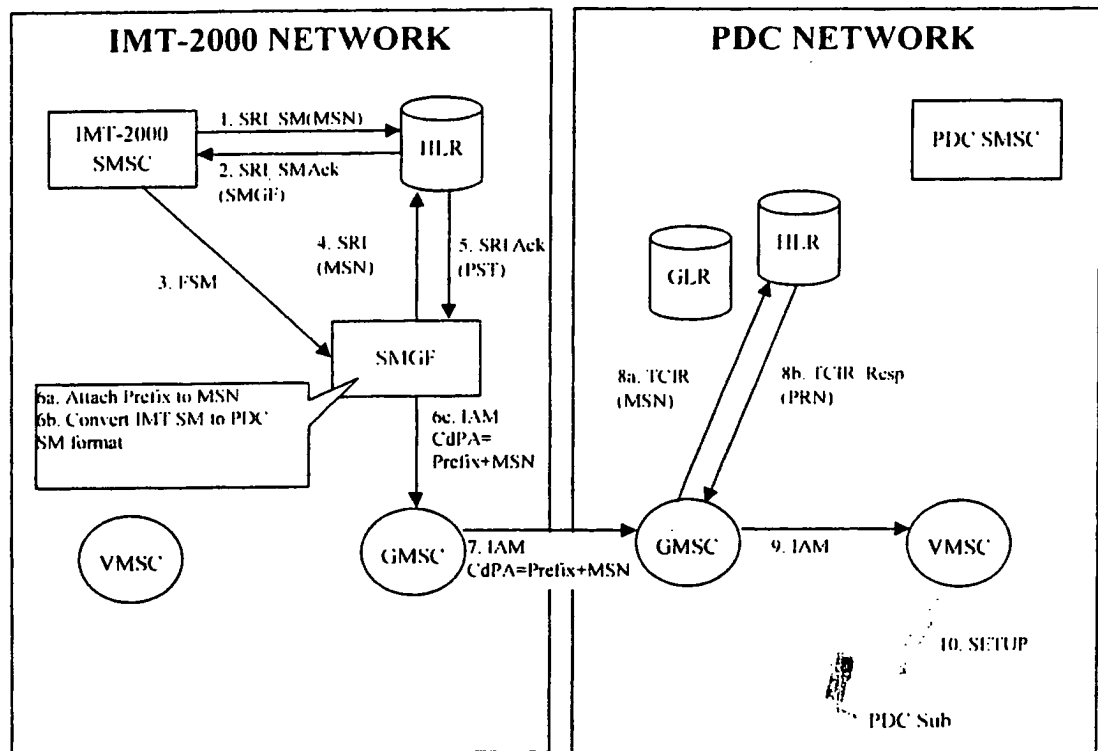 IMT-2000 NETWORK
PDC NETWORK
IMT-2000
SMSC
1. SRI_SM(MSN)
2. SRI_SMAck
(SMGF)
HLR
PDC SMSC
3. FSM
4. SRI
(MSN)
5. SRI Ack
(PST)
GLR
HLR
SMGF
6a. Attach Prefix to MSN
6b. Convert IMT SM to PDC
SM format
6c. IAM
CdPA=
Prefix+MSN
8a. TCIR
(MSN)
8b. TCIR_Resp
(PRN)
VMSC
GMSC
7. IAM
CdPA=Prefix+MSN
GMSC
9. IAM
VMSC
10. SETUP
PDC Sub